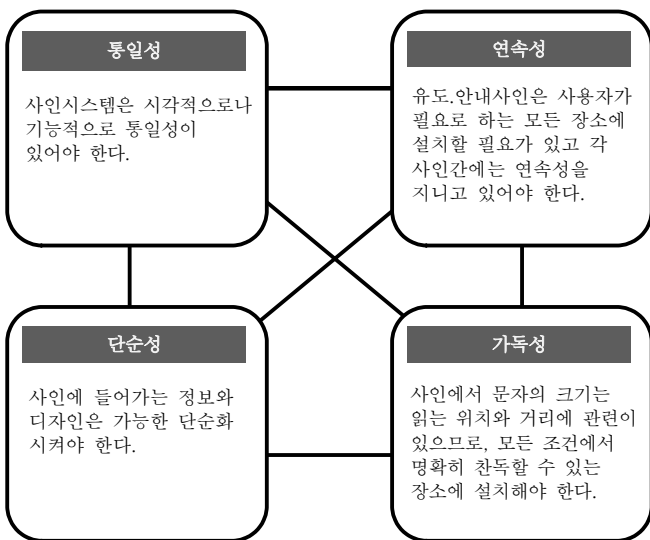 통일성
사인시스템은 시각적으로나
기능적으로 통일성이
있어야 한다.
연속성
유도.안내사인은 사용자가
필요로 하는 모든 장소에
설치할 필요가 있고 각
사인간에는 연속성을
지니고 있어야 한다.
단순성
사인에 들어가는 정보와
디자인은 가능한 단순화
시켜야 한다.
가독성
사인에서 문자의 크기는
읽는 위치와 거리에 관련이
있으므로, 모든 조건에서
명확히 찬독할 수 있는
장소에 설치해야 한다.